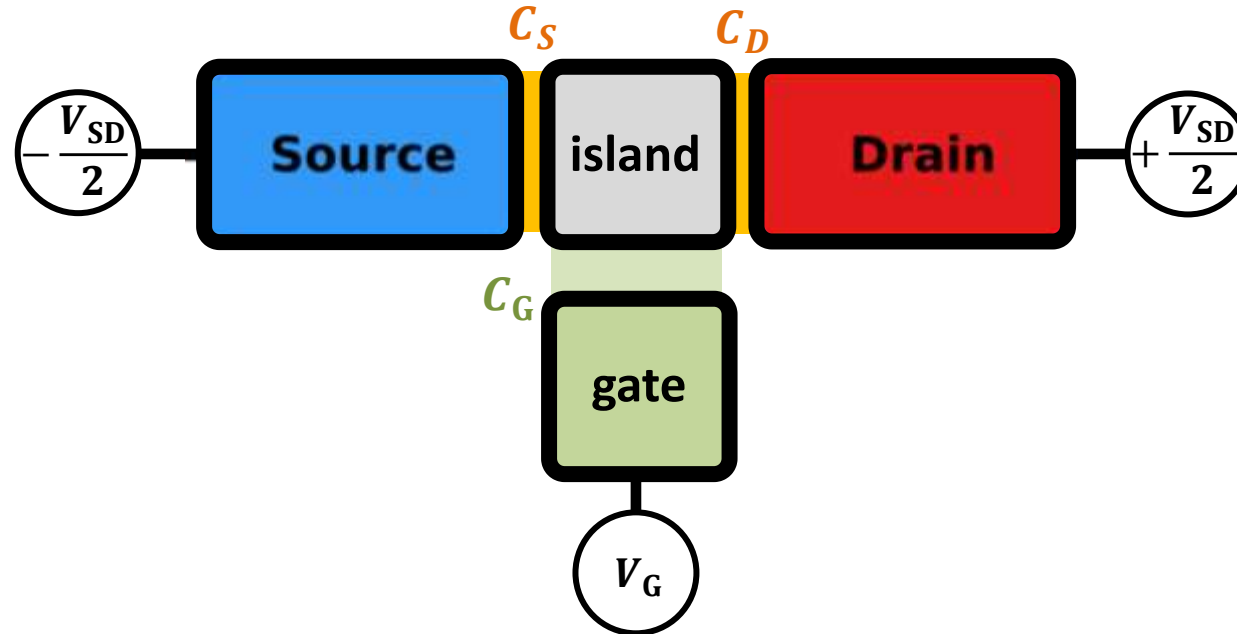 C_S
C_D
−V_SD/2
Source
island
Drain
+V_SD/2
C_G
gate
V_G